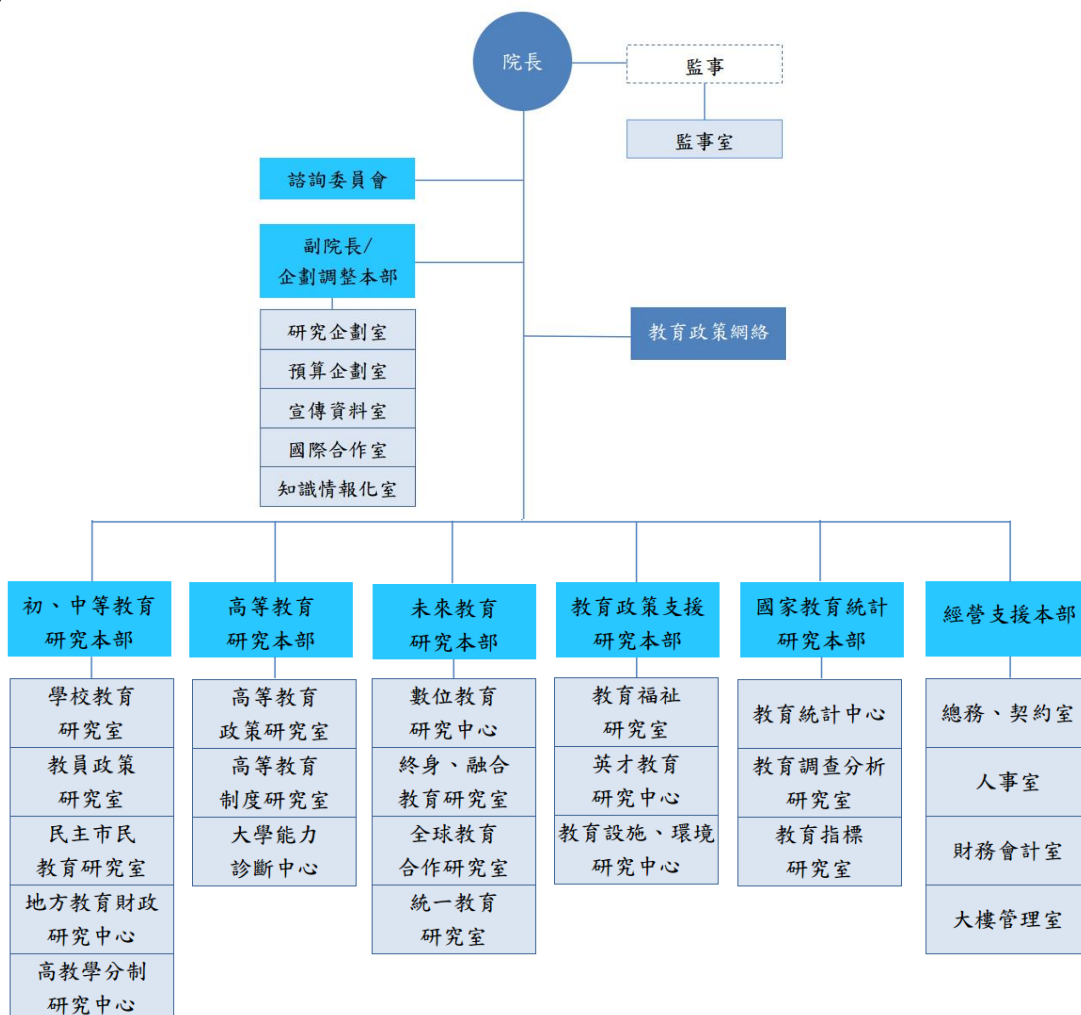 院長
監事
監事室
諮詢委員會
副院長/
企劃調整本部
研究企劃室
預算企劃室
宣傳資料室
國際合作室
知識情報化室
教育政策網絡
初、中等教育
研究本部
學校教育
研究室
教員政策
研究室
民主市民
教育研究室
地方教育財政
研究中心
高教學分制
研究中心
高等教育
研究本部
高等教育
政策研究室
高等教育
制度研究室
大學能力
診斷中心
未來教育
研究本部
數位教育
研究中心
終身、融合
教育研究室
全球教育
合作研究室
統一教育
研究室
教育政策支援
研究本部
教育福祉
研究室
英才教育
研究中心
教育設施、環境
研究中心
國家教育統計
研究本部
教育統計中心
教育調查分析
研究室
教育指標
研究室
經營支援本部
總務、契約室
人事室
財務會計室
大樓管理室